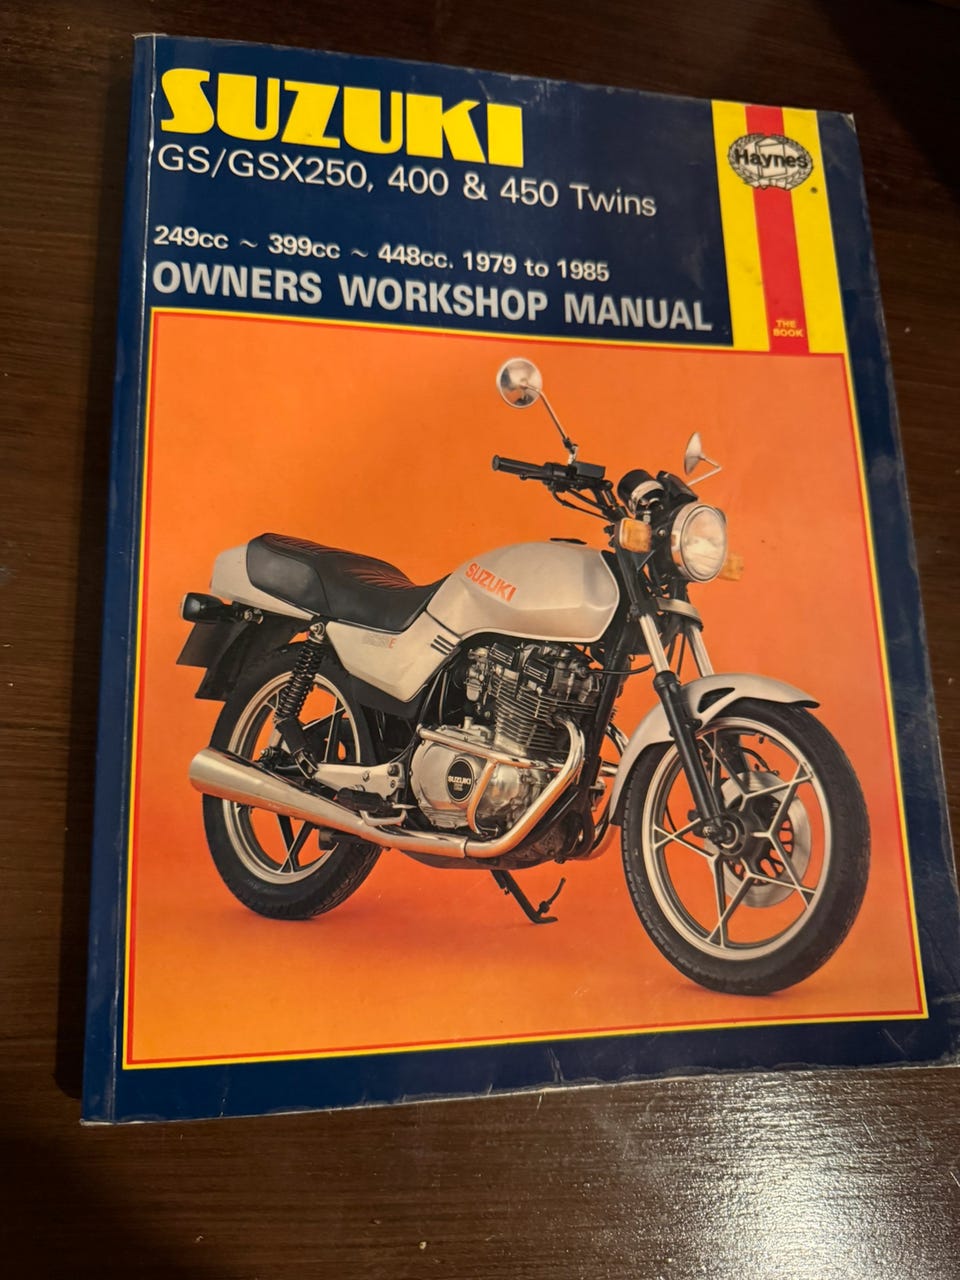 SUZUKI
GS/GSX250, 400 & 450 Twins
249cc ~ 399cc ~ 448cc. 1979 to 1985
OWNERS WORKSHOP MANUAL
Haynes
THE
BOOK
SUZUKI
SUZUKI